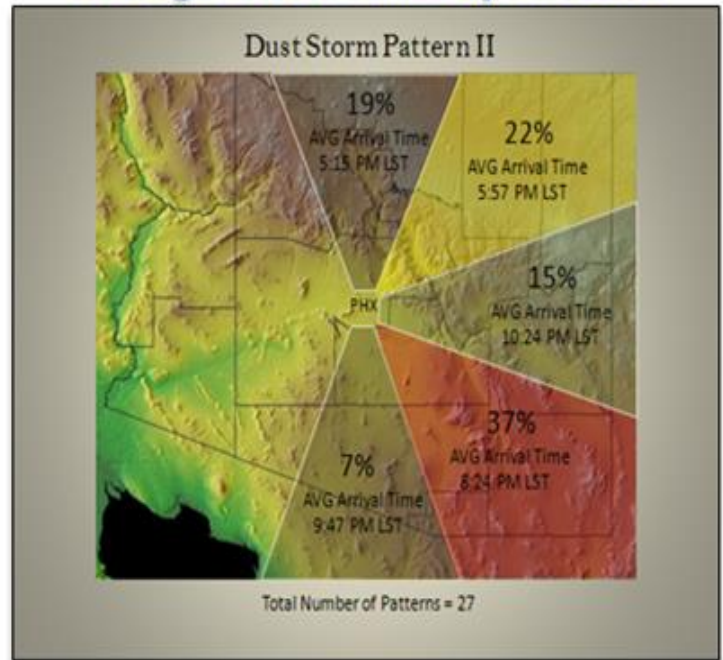 Dust Storm Pattern II
19%
AVG Arrival Time
5:15 PM LST
22%
AVG Arrival Time
5:57 PM LST
15%
AVG Arrival Time
10:24 PM LST
PHX
37%
AVG Arrival Time
8:24 PM LST
7%
AVG Arrival Time
9:47 PM LST
Total Number of Patterns = 27